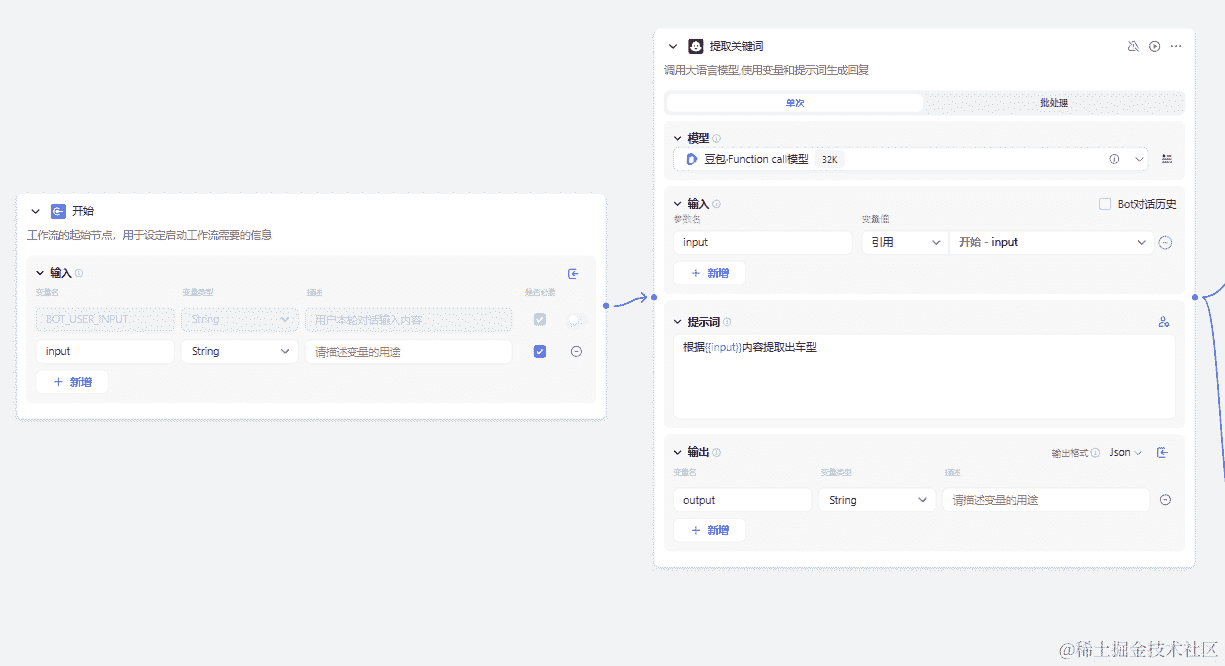 开始
工作流的起始节点，用于设定启动工作流需要的信息
输入
变量名 变量类型 描述 是否必要
BOT_USER_INPUT String 用户本轮对话输入内容
input String 请描述变量的用途
+ 新增
提取关键词
调用大语言模型,使用变量和提示词生成回复
单次 批处理
模型
豆包·Function call模型 32K
输入 Bot对话历史
参数名 变量值
input 引用 开始 - input
+ 新增
提示词
根据{{input}}内容提取出车型
输出 输出格式 Json
变量名 变量类型 描述
output String 请描述变量的用途
+ 新增
@稀土掘金技术社区